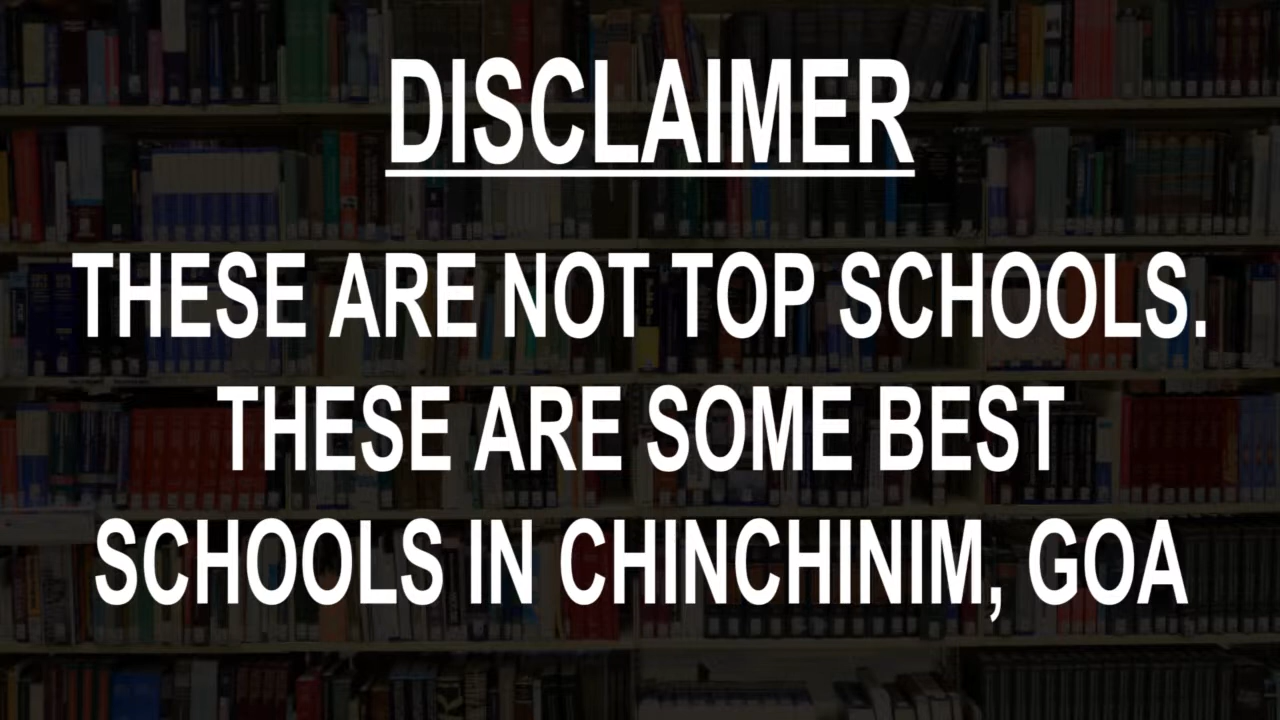 DISCLAIMER
THESE ARE NOT TOP SCHOOLS.
THESE ARE SOME BEST
SCHOOLS IN CHINCHINIM, GOA